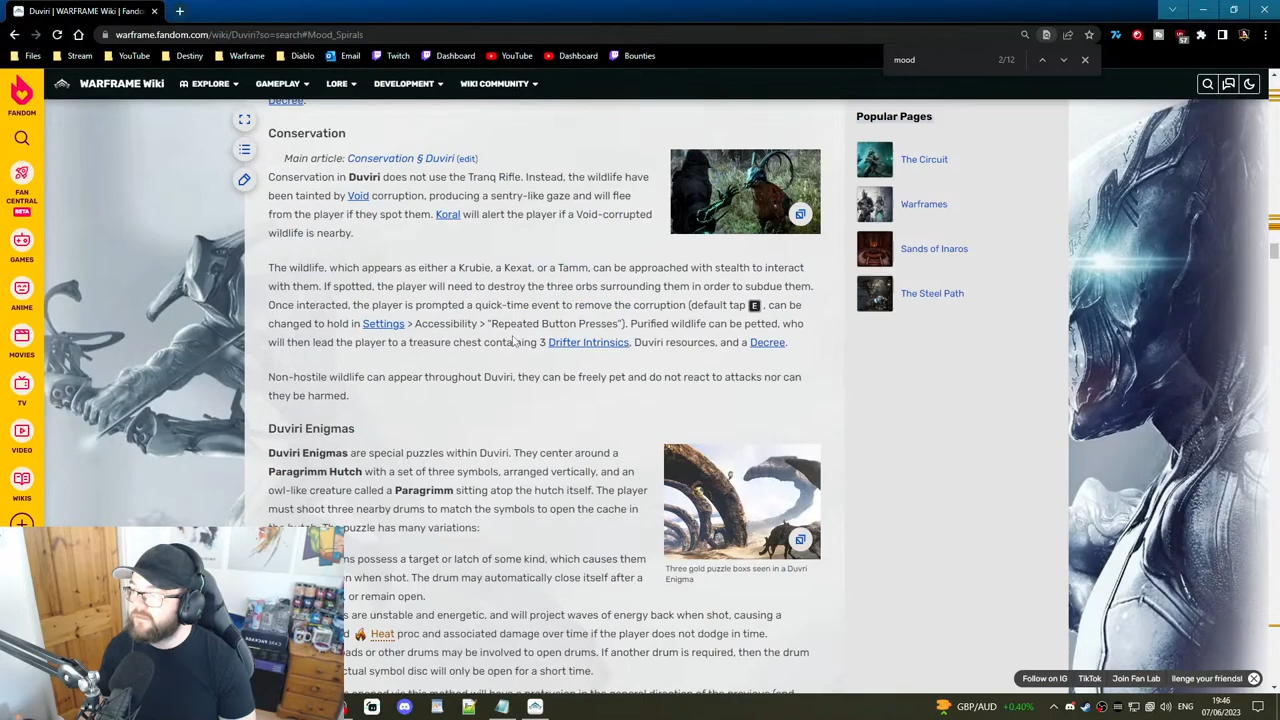 Duviri | WARFRAME Wiki | Fandom
warframe.fandom.com/wiki/Duviri?so=search#Mood_Spirals
57
Files Stream YouTube Destiny Warframe Diablo Email Twitch Dashboard YouTube Dashboard Bounties
mood 2/12
WARFRAME Wiki EXPLORE GAMEPLAY LORE DEVELOPMENT WIKI COMMUNITY
FANDOM
FAN
CENTRAL
BETA
GAMES
ANIME
MOVIES
TV
VIDEO
WIKIS
Decree.
Conservation
Main article: Conservation § Duviri (edit)
Conservation in Duviri does not use the Tranq Rifle. Instead, the wildlife have
been tainted by Void corruption, producing a sentry-like gaze and will flee
from the player if they spot them. Koral will alert the player if a Void-corrupted
wildlife is nearby.
The wildlife, which appears as either a Krubie, a Kexat, or a Tamm, can be approached with stealth to interact
with them. If spotted, the player will need to destroy the three orbs surrounding them in order to subdue them.
Once interacted, the player is prompted a quick-time event to remove the corruption (default tap E , can be
changed to hold in Settings > Accessibility > "Repeated Button Presses"). Purified wildlife can be petted, who
will then lead the player to a treasure chest containing 3 Drifter Intrinsics, Duviri resources, and a Decree.
Non-hostile wildlife can appear throughout Duviri, they can be freely pet and do not react to attacks nor can
they be harmed.
Duviri Enigmas
Duviri Enigmas are special puzzles within Duviri. They center around a
Paragrimm Hutch with a set of three symbols, arranged vertically, and an
owl-like creature called a Paragrimm sitting atop the hutch itself. The player
must shoot three nearby drums to match the symbols to open the cache in
the hutch. The puzzle has many variations:
ms possess a target or latch of some kind, which causes them
n when shot. The drum may automatically close itself after a
or remain open.
s are unstable and energetic, and will project waves of energy back when shot, causing a
d Heat proc and associated damage over time if the player does not dodge in time.
ads or other drums may be involved to open drums. If another drum is required, then the drum
ctual symbol disc will only be open for a short time.
Three gold puzzle boxs seen in a Duvri
Enigma
Popular Pages
The Circuit
Warframes
Sands of Inaros
The Steel Path
Follow on IG TikTok Join Fan Lab llenge your friends!
GBP/AUD +0.40% ENG 19:46
07/06/2023